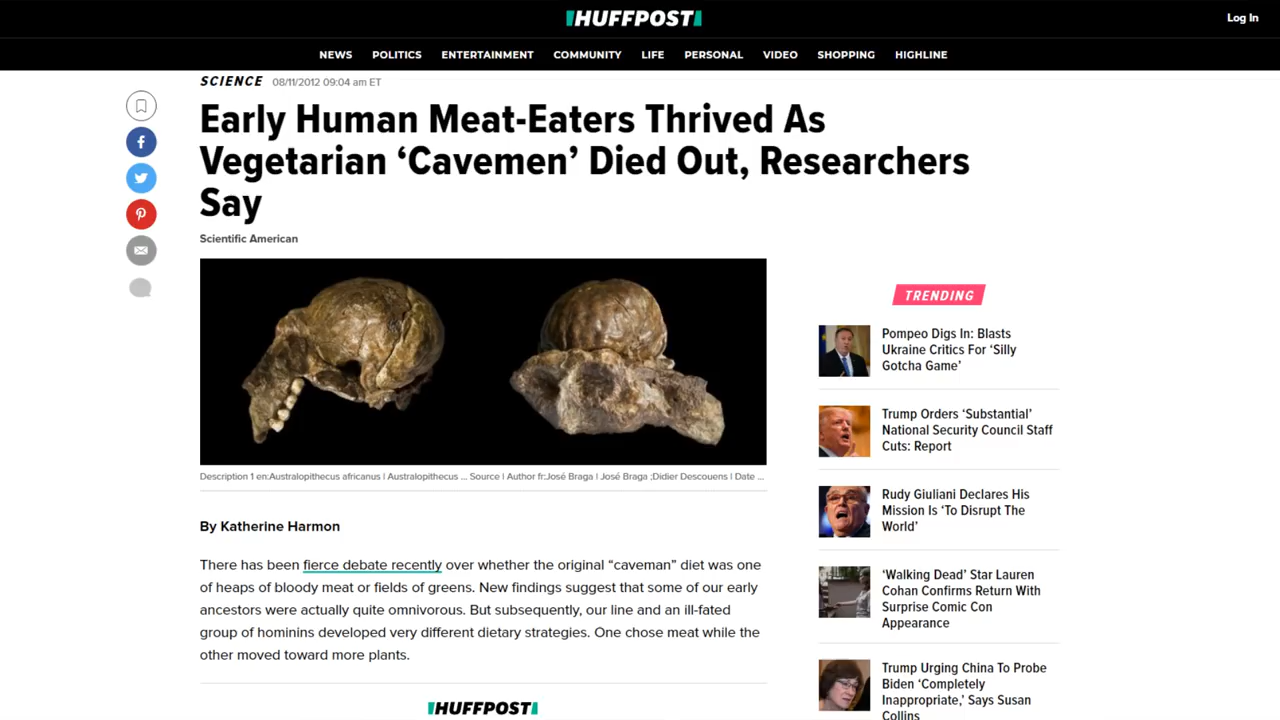 HUFFPOST
Log In
NEWS POLITICS ENTERTAINMENT COMMUNITY LIFE PERSONAL VIDEO SHOPPING HIGHLINE
SCIENCE 08/11/2012 09:04 am ET
Early Human Meat-Eaters Thrived As
Vegetarian ‘Cavemen’ Died Out, Researchers
Say
Scientific American
Description 1 en:Australopithecus africanus | Australopithecus ... Source | Author fr:José Braga | José Braga ;Didier Descouens | Date ...
By Katherine Harmon
There has been fierce debate recently over whether the original “caveman” diet was one
of heaps of bloody meat or fields of greens. New findings suggest that some of our early
ancestors were actually quite omnivorous. But subsequently, our line and an ill-fated
group of hominins developed very different dietary strategies. One chose meat while the
other moved toward more plants.
HUFFPOST
TRENDING
Pompeo Digs In: Blasts
Ukraine Critics For ‘Silly
Gotcha Game’
Trump Orders ‘Substantial’
National Security Council Staff
Cuts: Report
Rudy Giuliani Declares His
Mission Is ‘To Disrupt The
World’
‘Walking Dead’ Star Lauren
Cohan Confirms Return With
Surprise Comic Con
Appearance
Trump Urging China To Probe
Biden ‘Completely
Inappropriate,’ Says Susan
Collins